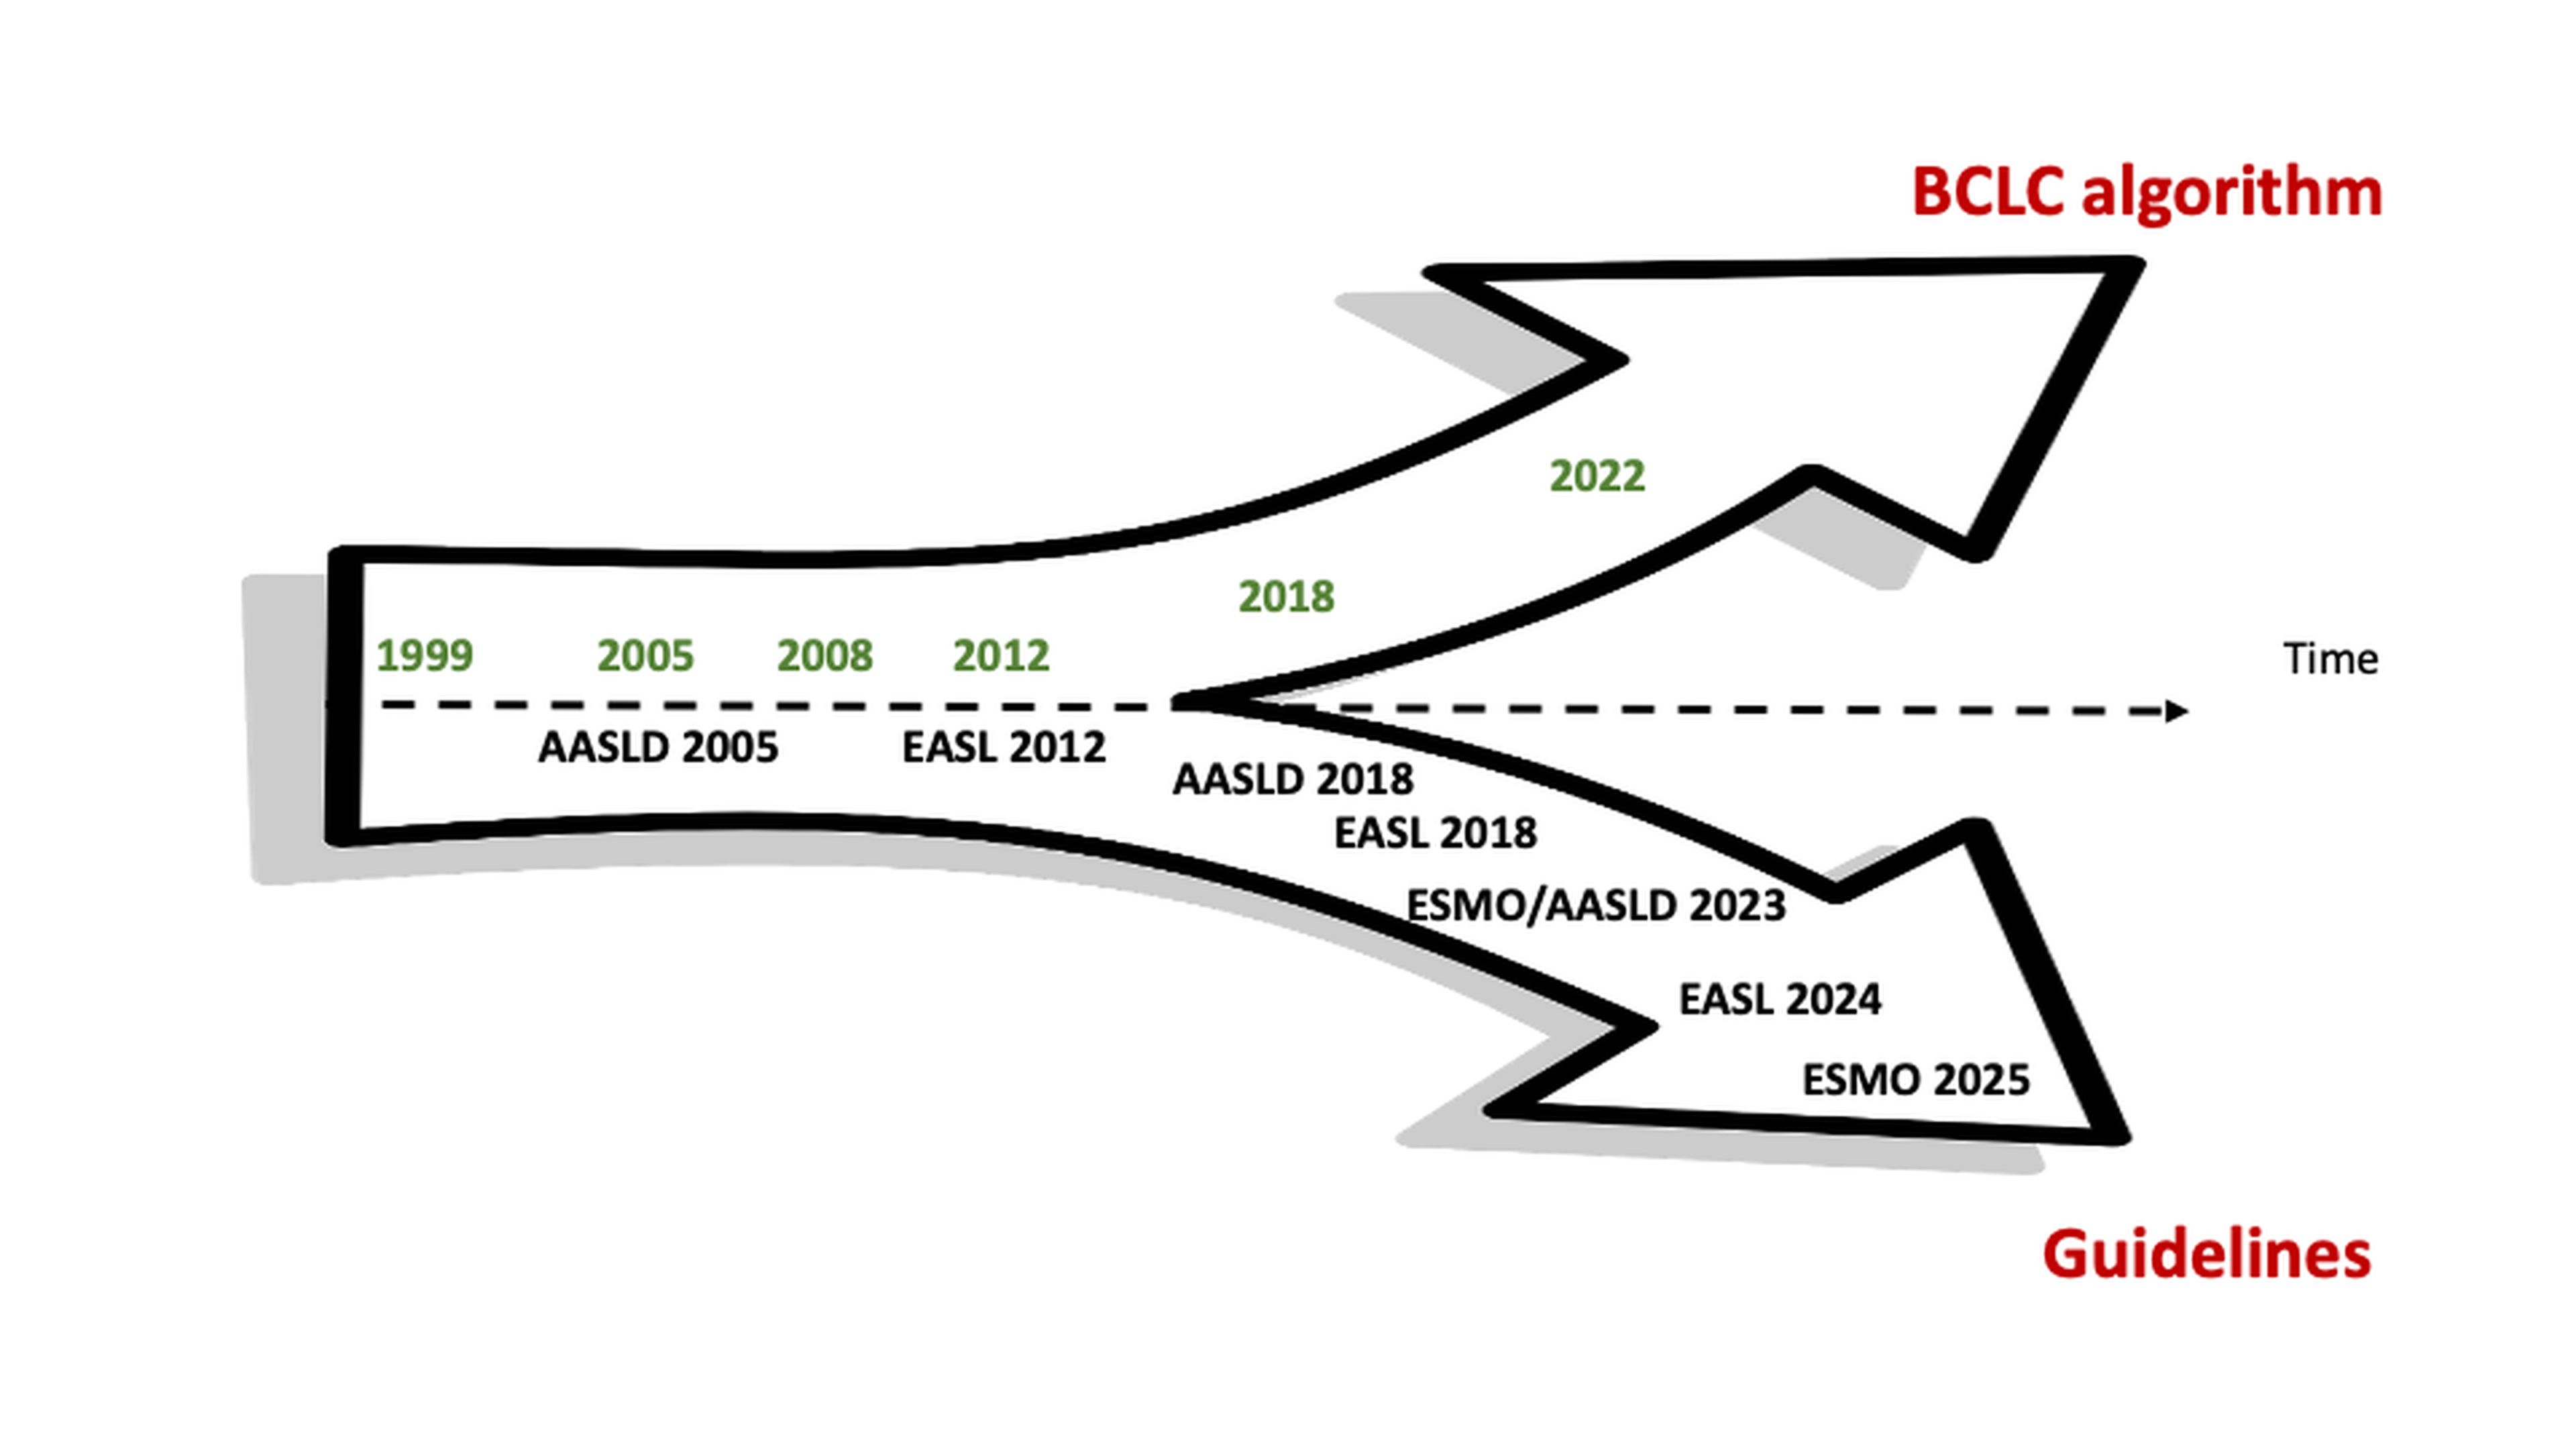 BCLC algorithm
2022
2018
1999 2005 2008 2012
Time
AASLD 2005 EASL 2012
AASLD 2018
EASL 2018
ESMO/AASLD 2023
EASL 2024
ESMO 2025
Guidelines